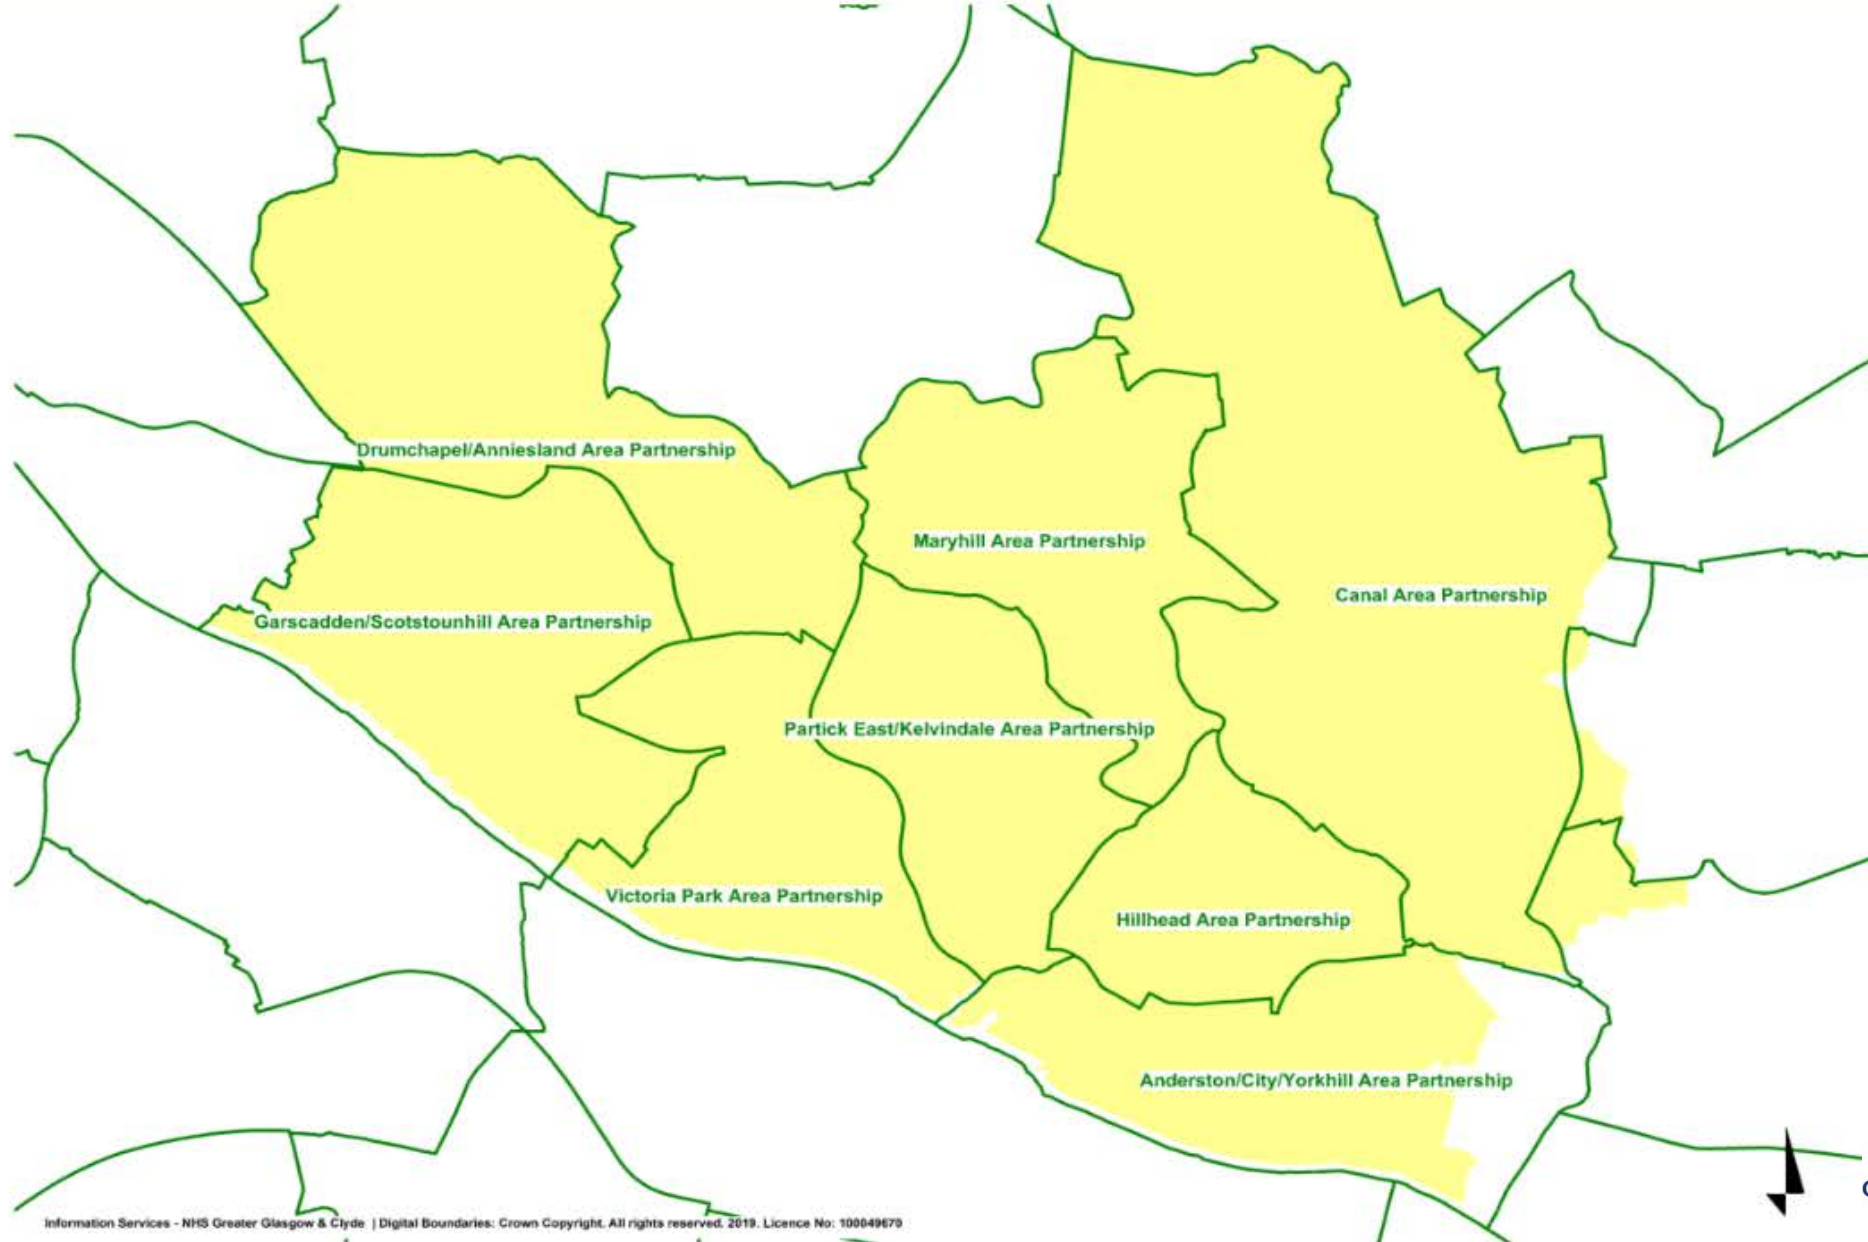 Drumchapel/Anniesland Area Partnership
Maryhill Area Partnership
Canal Area Partnership
Garscadden/Scotstounhill Area Partnership
Partick East/Kelvindale Area Partnership
Victoria Park Area Partnership
Hillhead Area Partnership
Anderston/City/Yorkhill Area Partnership
Information Services - NHS Greater Glasgow & Clyde | Digital Boundaries: Crown Copyright. All rights reserved. 2019. Licence No: 100049670